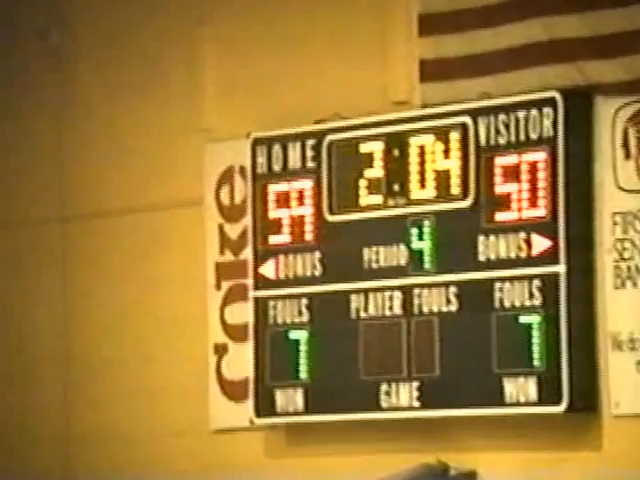 HOME 2:04 VISITOR
59 50
BONUS PERIOD 4 BONUS
FOULS PLAYER FOULS FOULS
7 7
WON GAME WON
Coke